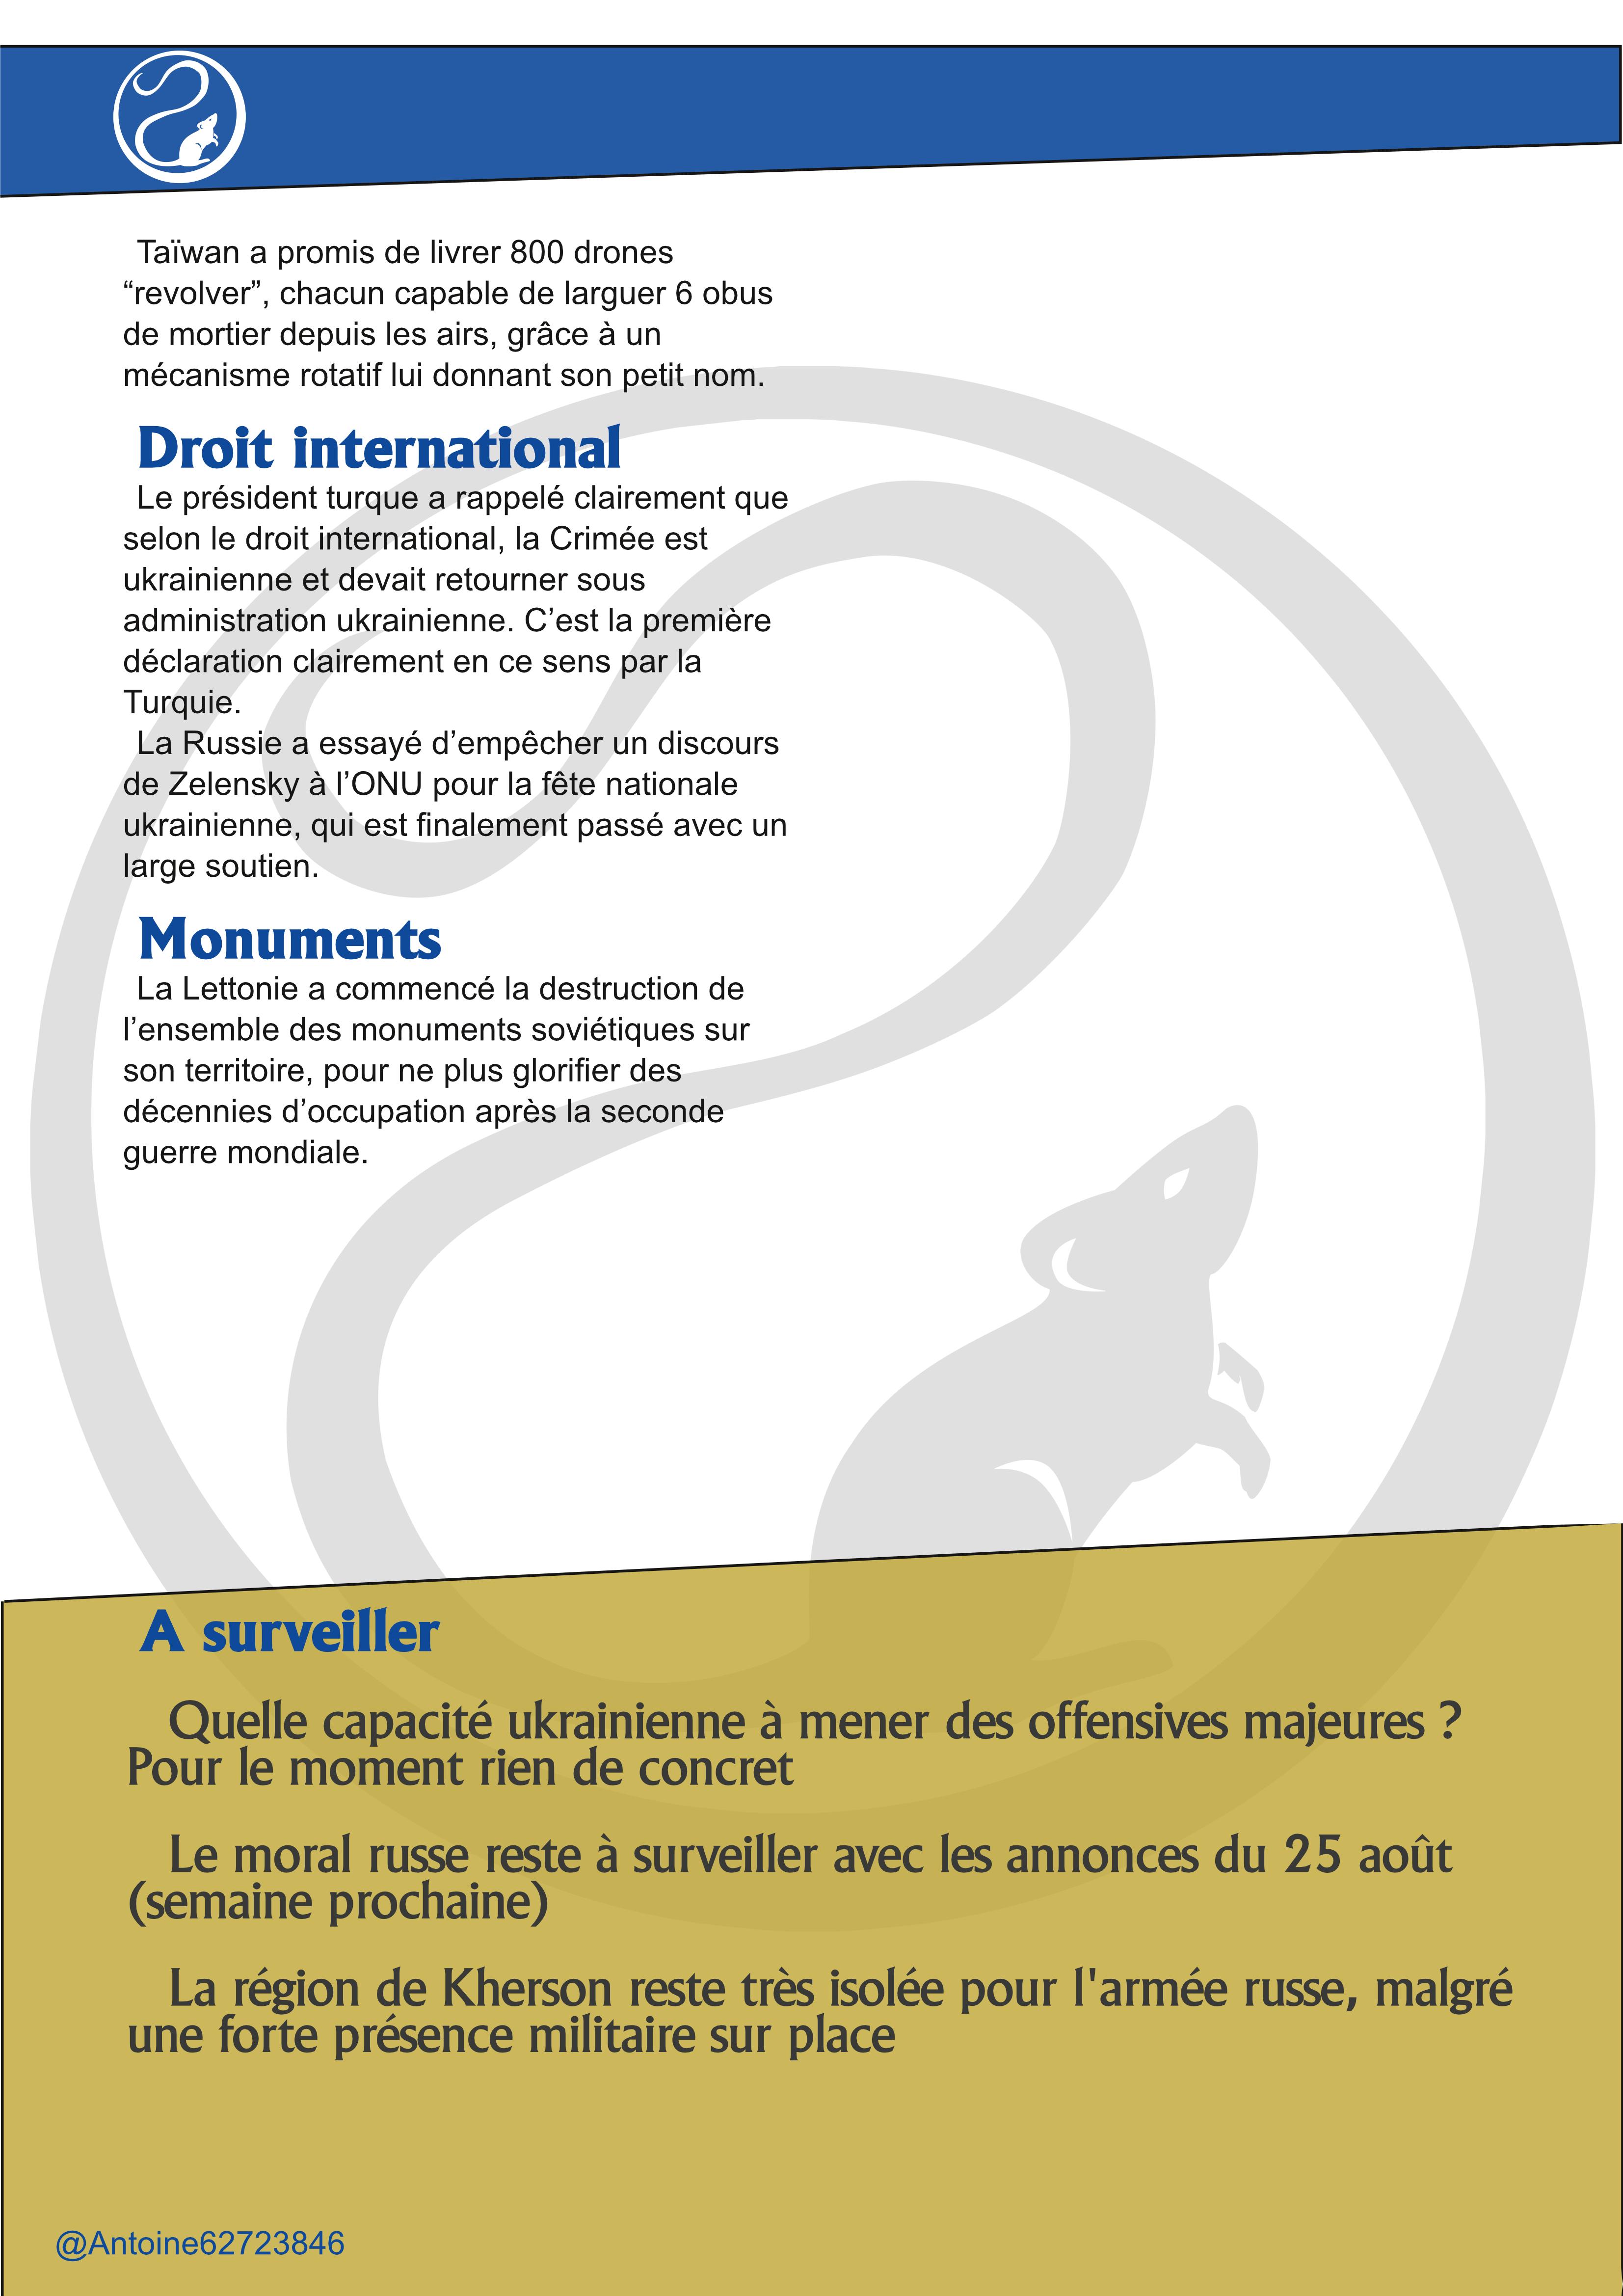 Taïwan a promis de livrer 800 drones
“revolver”, chacun capable de larguer 6 obus
de mortier depuis les airs, grâce à un
mécanisme rotatif lui donnant son petit nom.
Droit international
Le président turque a rappelé clairement que
selon le droit international, la Crimée est
ukrainienne et devait retourner sous
administration ukrainienne. C’est la première
déclaration clairement en ce sens par la
Turquie.
La Russie a essayé d’empêcher un discours
de Zelensky à l’ONU pour la fête nationale
ukrainienne, qui est finalement passé avec un
large soutien.
Monuments
La Lettonie a commencé la destruction de
l’ensemble des monuments soviétiques sur
son territoire, pour ne plus glorifier des
décennies d’occupation après la seconde
guerre mondiale.
A surveiller
Quelle capacité ukrainienne à mener des offensives majeures ?
Pour le moment rien de concret
Le moral russe reste à surveiller avec les annonces du 25 août
(semaine prochaine)
La région de Kherson reste très isolée pour l'armée russe, malgré
une forte présence militaire sur place
@Antoine62723846